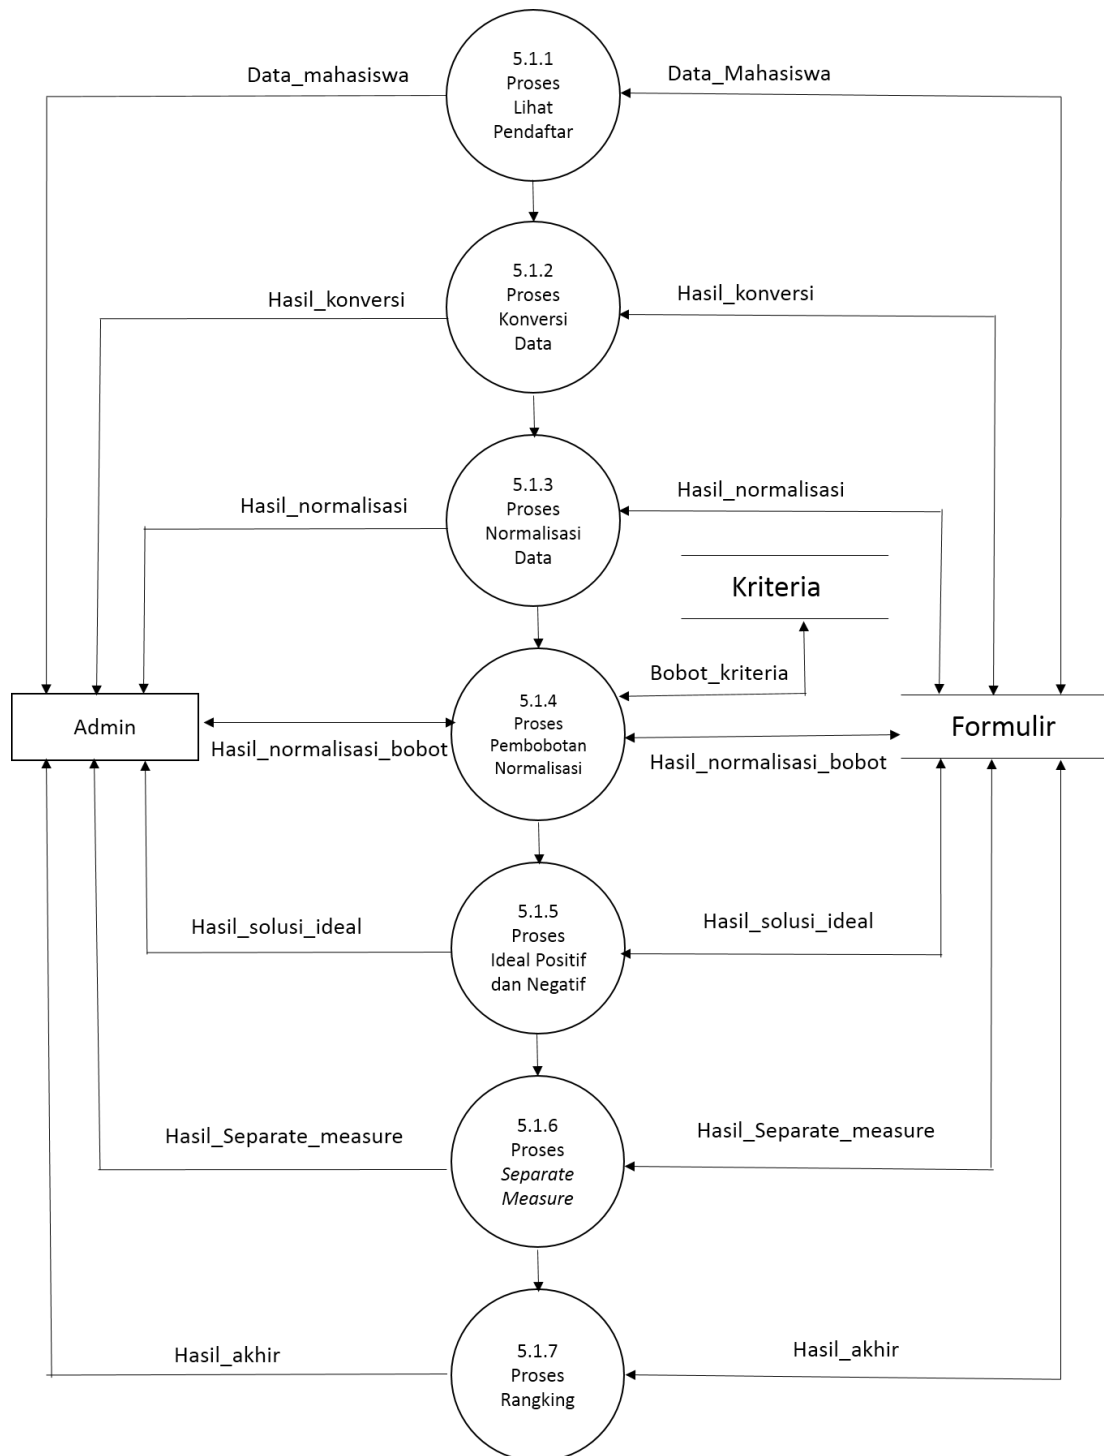 5.1.1
Proses
Lihat
Pendaftar
Data_mahasiswa
Data_Mahasiswa
5.1.2
Proses
Konversi
Data
Hasil_konversi
Hasil_konversi
5.1.3
Proses
Normalisasi
Data
Hasil_normalisasi
Hasil_normalisasi
Kriteria
Bobot_kriteria
Admin
5.1.4
Proses
Pembobotan
Normalisasi
Formulir
Hasil_normalisasi_bobot
Hasil_normalisasi_bobot
5.1.5
Proses
Ideal Positif
dan Negatif
Hasil_solusi_ideal
Hasil_solusi_ideal
5.1.6
Proses
Separate
Measure
Hasil_Separate_measure
Hasil_Separate_measure
5.1.7
Proses
Rangking
Hasil_akhir
Hasil_akhir